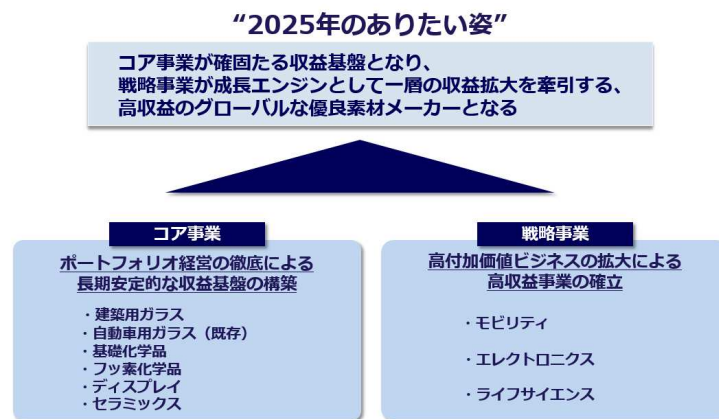 “2025年のありたい姿”
コア事業が確固たる収益基盤となり、
戦略事業が成長エンジンとして一層の収益拡大を牽引する、
高収益のグローバルな優良素材メーカーとなる
コア事業
ポートフォリオ経営の徹底による
長期安定的な収益基盤の構築
・建築用ガラス
・自動車用ガラス（既存）
・基礎化学品
・フッ素化学品
・ディスプレイ
・セラミックス
戦略事業
高付加価値ビジネスの拡大による
高収益事業の確立
・モビリティ
・エレクトロニクス
・ライフサイエンス